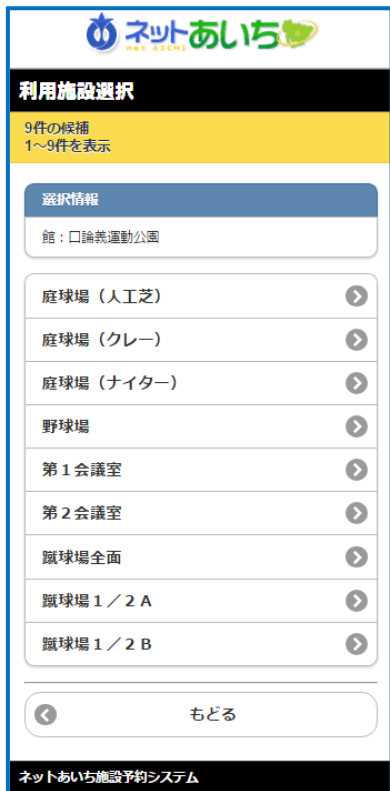 ネットあいち
net AICHI
利用施設選択
9件の候補
1~9件を表示
選択情報
館:口論義運動公園
庭球場(人工芝)
庭球場(クレー)
庭球場(ナイター)
野球場
第1会議室
第2会議室
蹴球場全面
蹴球場1/2A
蹴球場1/2B
もどる
ネットあいち施設予約システム